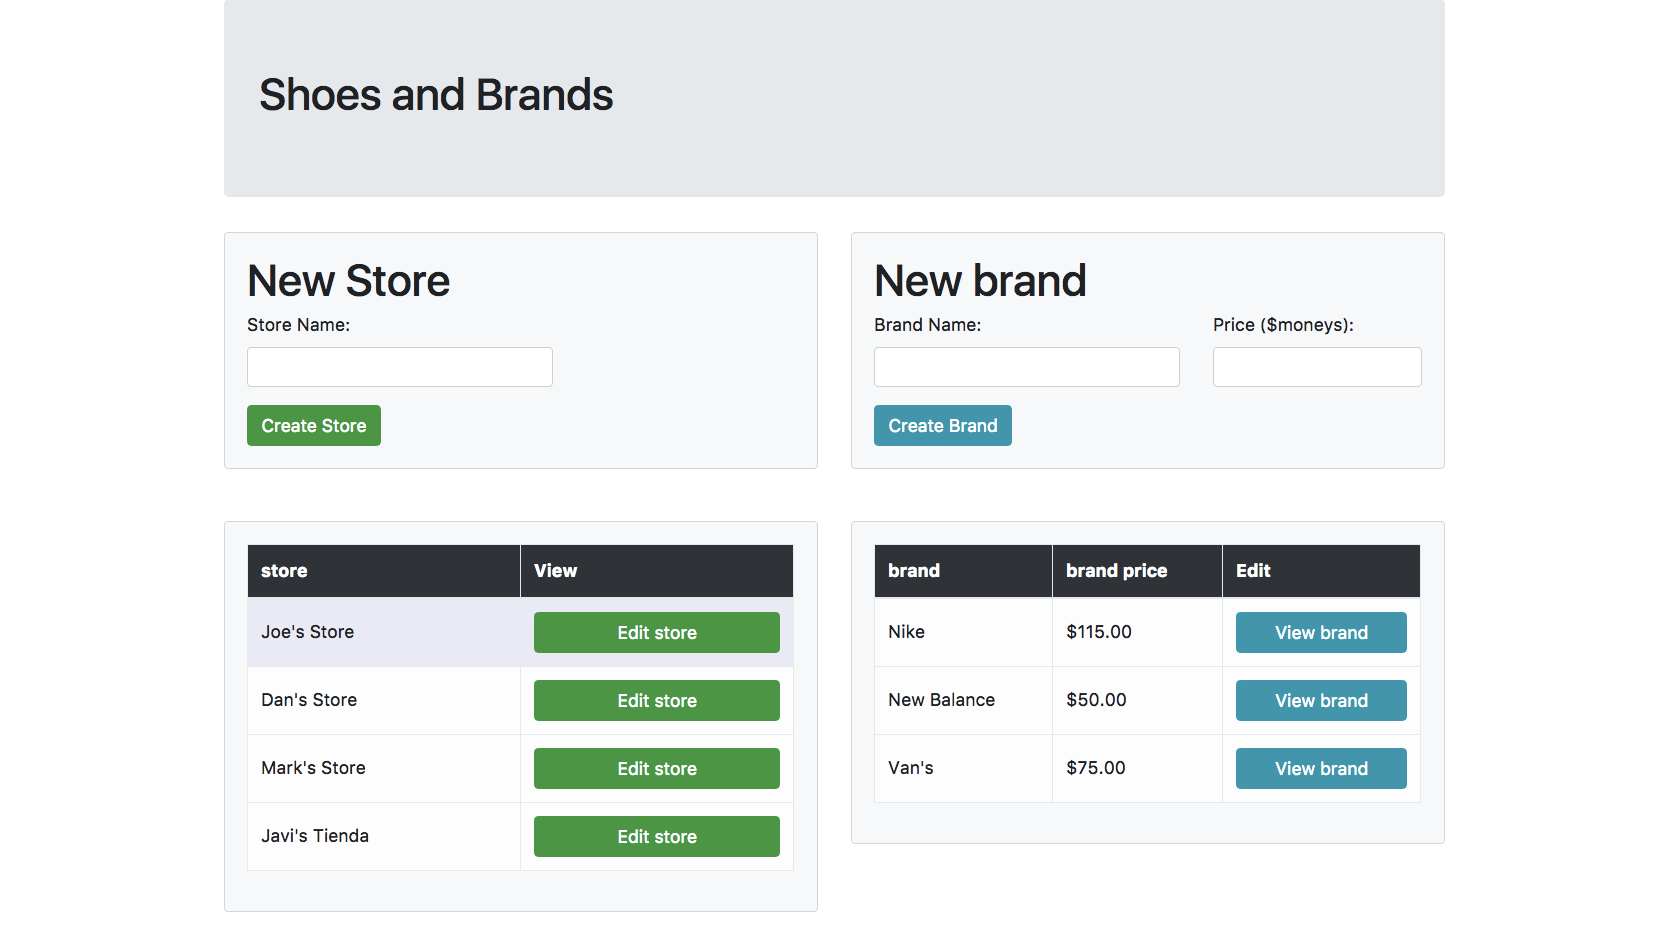 Shoes and Brands
New Store
Store Name:
Create Store
New brand
Brand Name: Price ($moneys):
Create Brand
store View
Joe's Store Edit store
Dan's Store Edit store
Mark's Store Edit store
Javi's Tienda Edit store
brand brand price Edit
Nike $115.00 View brand
New Balance $50.00 View brand
Van's $75.00 View brand